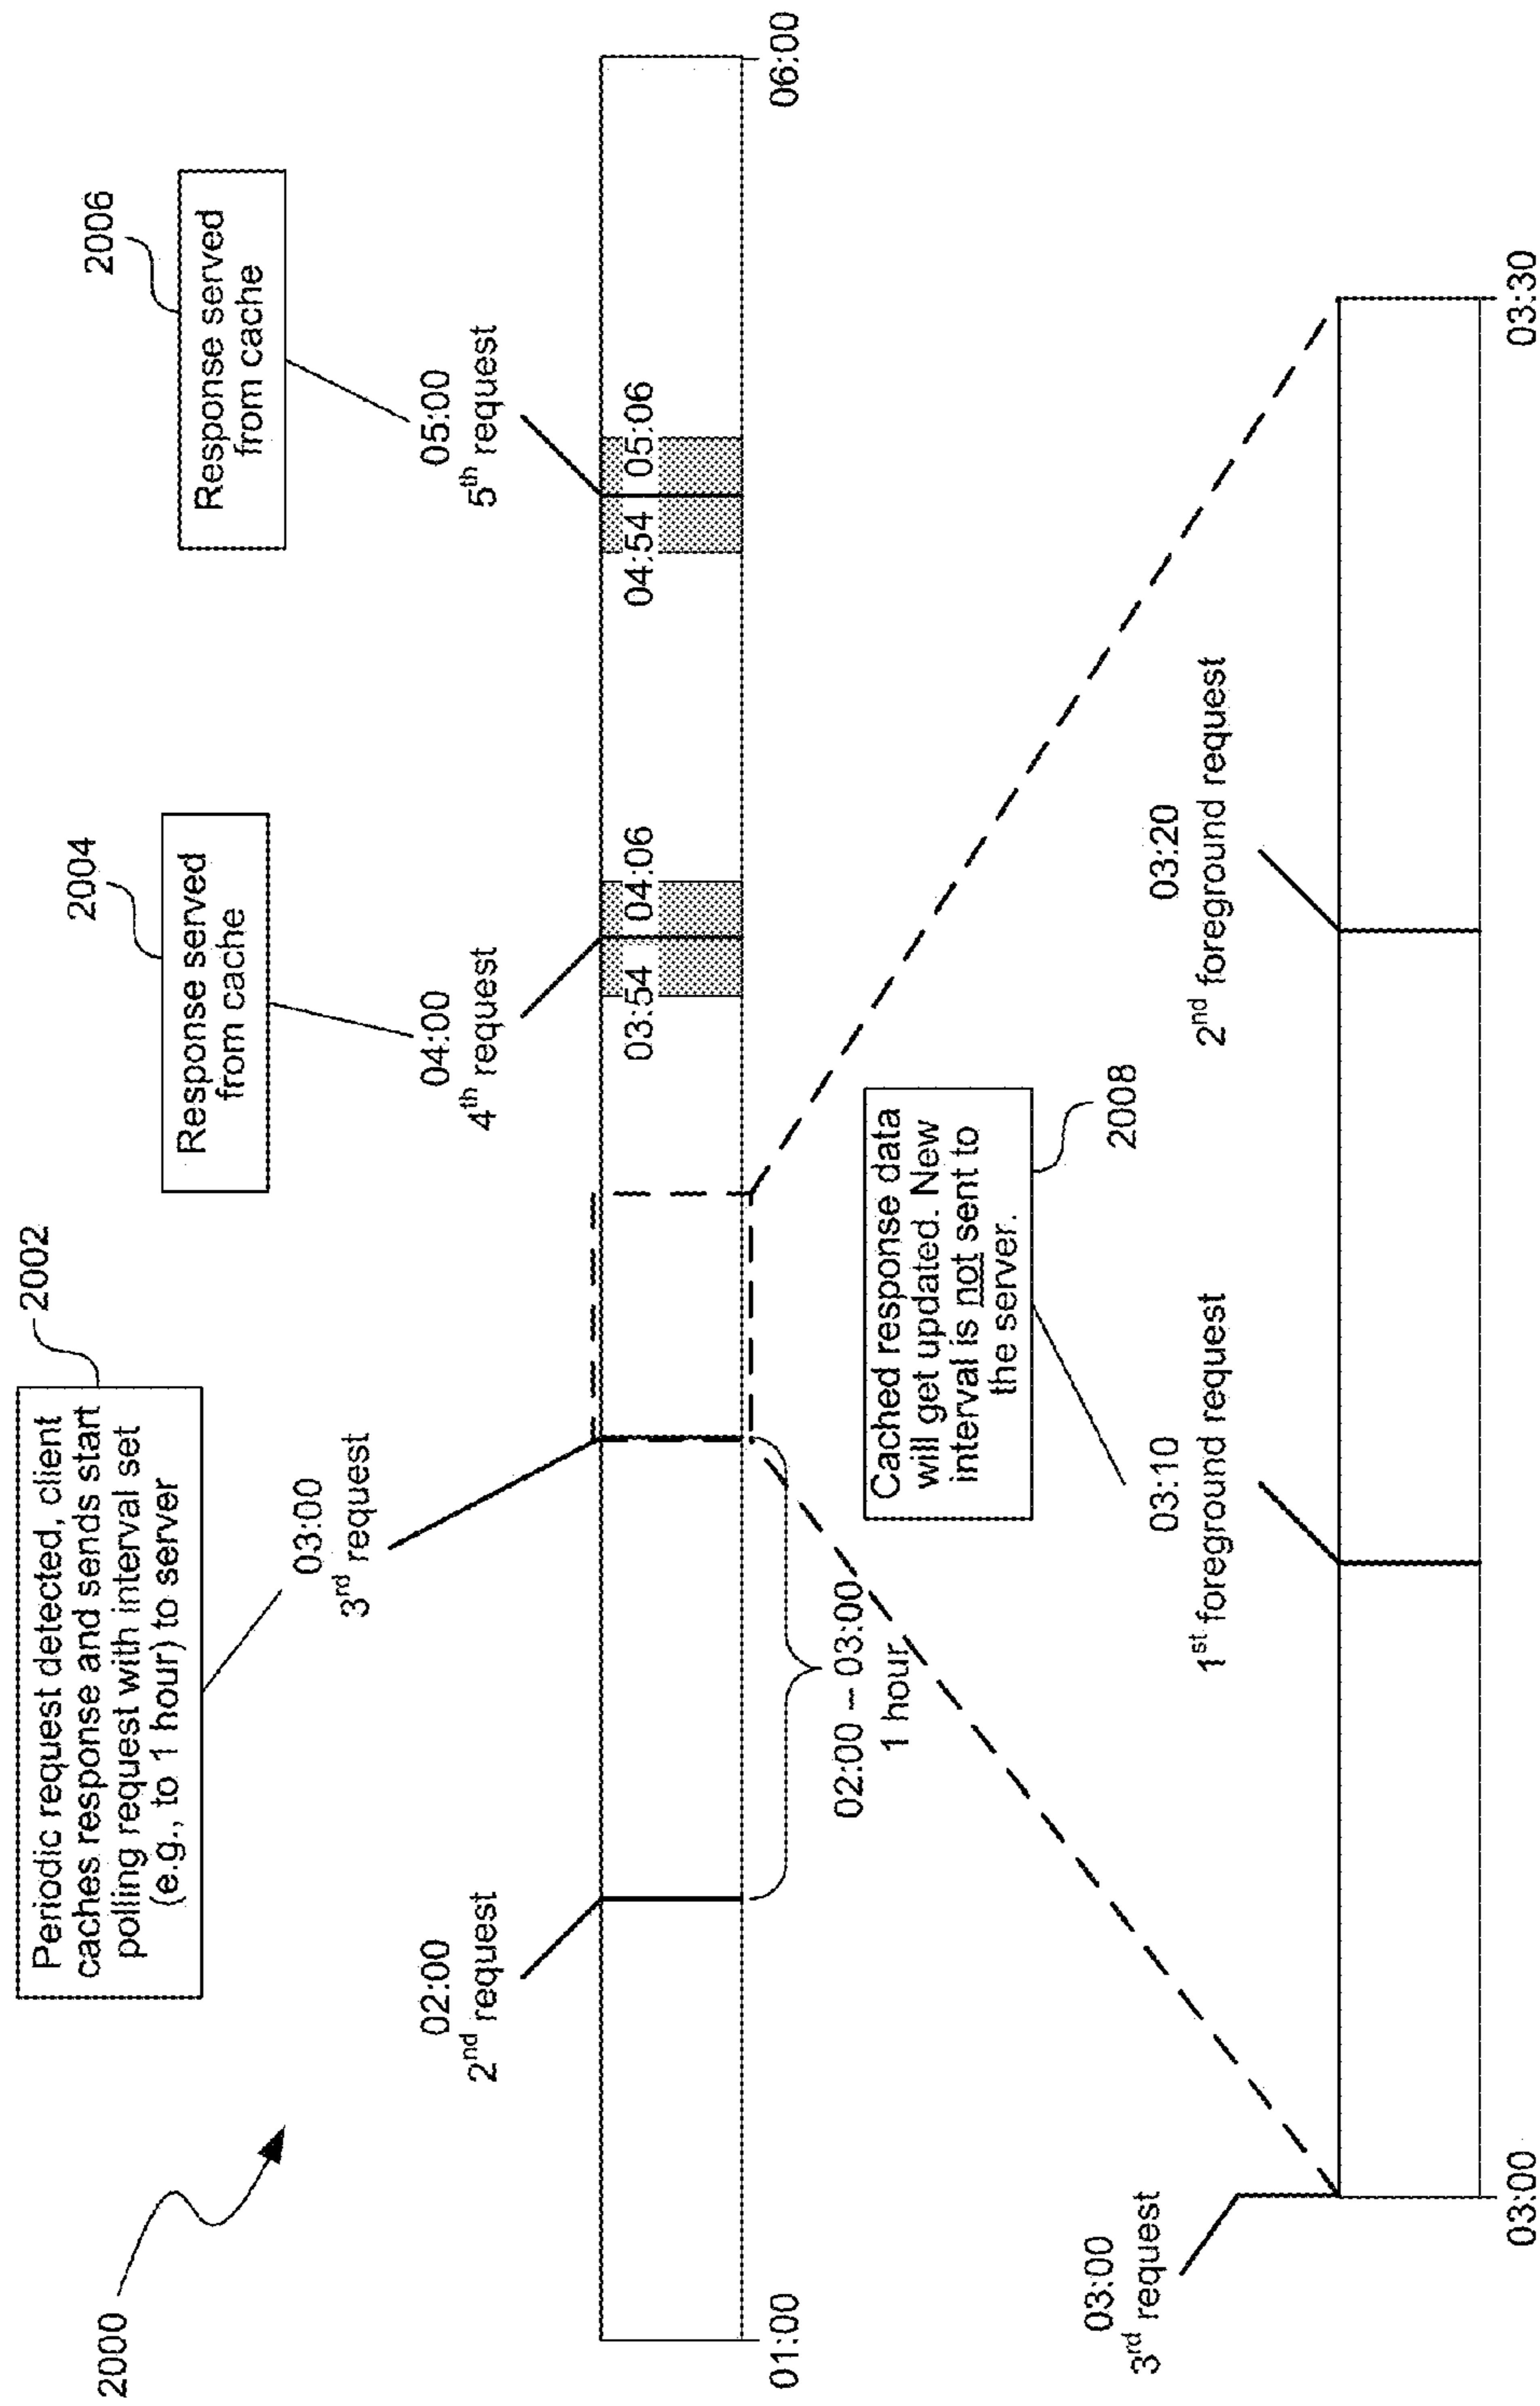 2000
Periodic request detected, client
caches response and sends start
polling request with interval set
(e.g., to 1 hour) to server
2002
Response served
from cache
2004
Response served
from cache
2006
02:00
2nd request
03:00
3rd request
04:00
4th request
05:00
5th request
03:54
04:06
04:54
05:06
01:00
06:00
02:00 – 03:00
1 hour
Cached response data
will get updated. New
interval is not sent to
the server.
2008
03:00
3rd request
03:10
1st foreground request
03:20
2nd foreground request
03:00
03:30